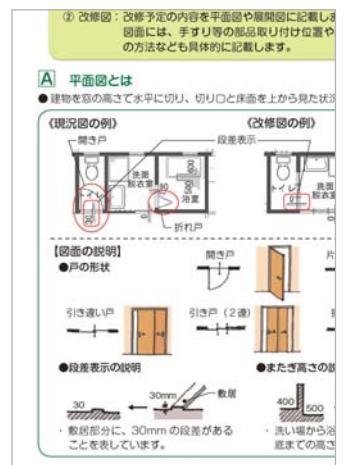 ② 改修図：改修予定の内容を平面図や展開図に記載しま
図面には、手すり等の部品取り付け位置や
の方法なども具体的に記載します。
A 平面図とは
●建物を窓の高さで水平に切り、切り口と床面を上から見た状況
《現況図の例》
《改修図の例》
開き戸
段差表示
トイレ
洗面
脱衣室
浴室
600
30
折れ戸
トイレ
洗面
脱衣
【図面の説明】
●戸の形状
開き戸
片
引き違い戸
引き戸（2連）
●段差表示の説明
●またぎ高さの説
30
30mm
敷居
400
500
・敷居部分に、30mmの段差がある
ことを表しています。
・洗い場から浴
底までの高さ